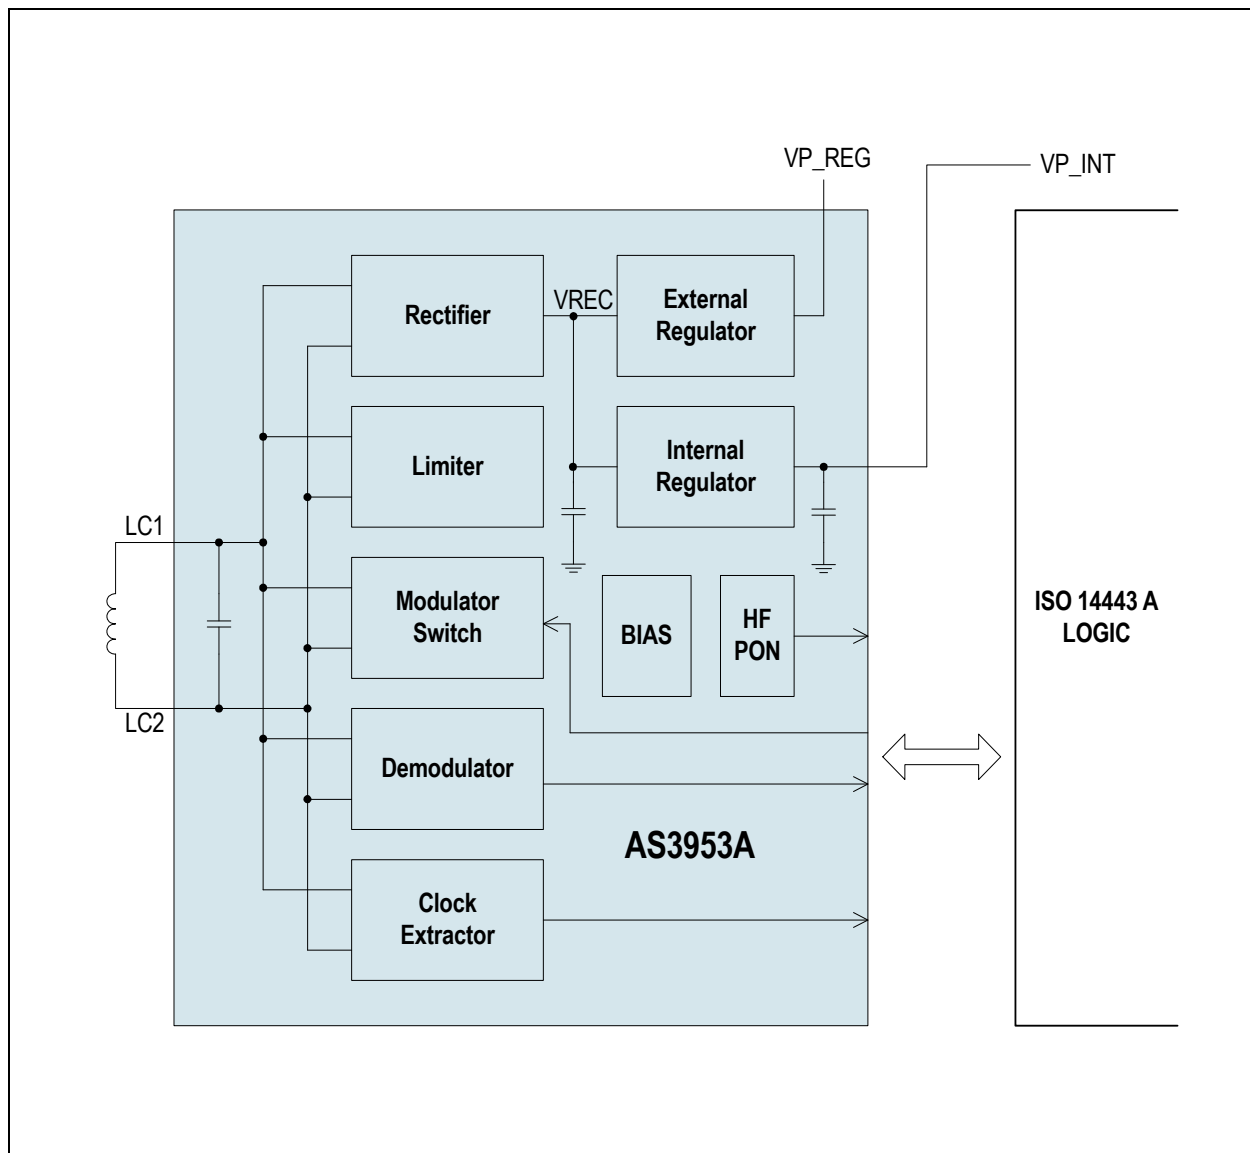 VP_REG
VP_INT
Rectifier
VREC
External
Regulator
Limiter
Internal
Regulator
LC1
Modulator
Switch
BIAS
HF
PON
ISO 14443 A
LOGIC
LC2
Demodulator
AS3953A
Clock
Extractor